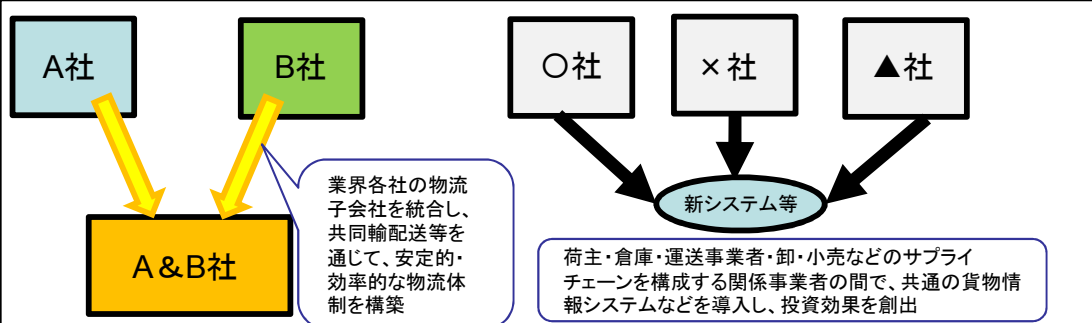 A社
B社
A&B社
業界各社の物流
子会社を統合し、
共同輸配送等を
通じて、安定的・
効率的な物流体
制を構築
〇社
×社
▲社
新システム等
荷主・倉庫・運送事業者・卸・小売などのサプライ
チェーンを構成する関係事業者の間で、共通の貨物情
報システムなどを導入し、投資効果を創出